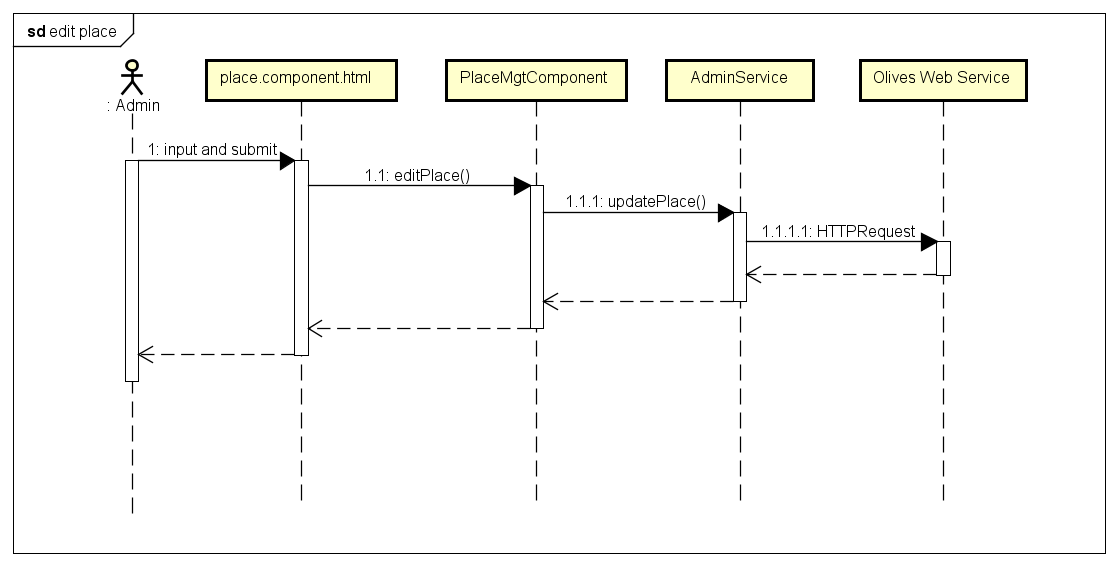 sd edit place
: Admin
place.component.html
PlaceMgtComponent
AdminService
Olives Web Service
1: input and submit
1.1: editPlace()
1.1.1: updatePlace()
1.1.1.1: HTTPRequest